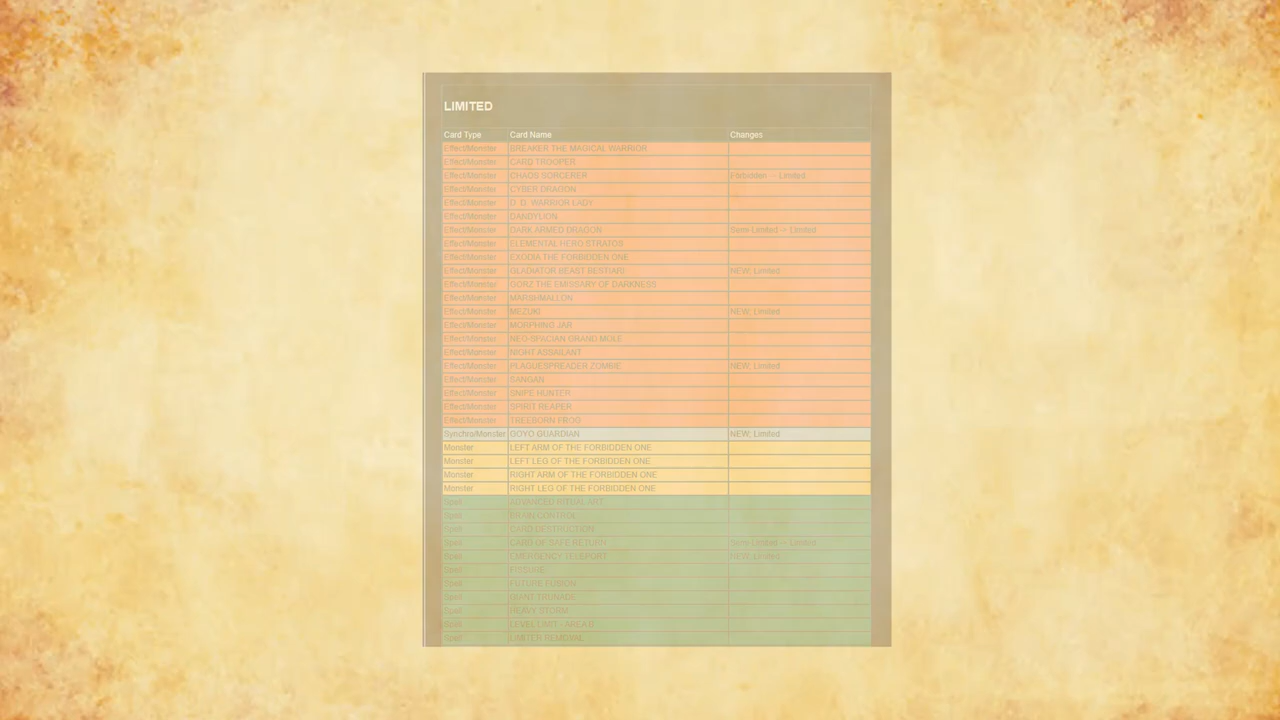 LIMITED
Card Type Card Name Changes
Effect/Monster BREAKER THE MAGICAL WARRIOR
Effect/Monster CARD TROOPER
Effect/Monster CHAOS SORCERER Forbidden -- Limited
Effect/Monster CYBER DRAGON
Effect/Monster D. D. WARRIOR LADY
Effect/Monster DANDYLION
Effect/Monster DARK ARMED DRAGON Semi-Limited -> Limited
Effect/Monster ELEMENTAL HERO STRATOS
Effect/Monster EXODIA THE FORBIDDEN ONE
Effect/Monster GLADIATOR BEAST BESTIARI NEW; Limited
Effect/Monster GORZ THE EMISSARY OF DARKNESS
Effect/Monster MARSHMALLON
Effect/Monster MEZUKI NEW; Limited
Effect/Monster MORPHING JAR
Effect/Monster NEO-SPACIAN GRAND MOLE
Effect/Monster NIGHT ASSAILANT
Effect/Monster PLAGUESPREADER ZOMBIE NEW; Limited
Effect/Monster SANGAN
Effect/Monster SNIPE HUNTER
Effect/Monster SPIRIT REAPER
Effect/Monster TREEBORN FROG
Synchro/Monster GOYO GUARDIAN NEW; Limited
Monster LEFT ARM OF THE FORBIDDEN ONE
Monster LEFT LEG OF THE FORBIDDEN ONE
Monster RIGHT ARM OF THE FORBIDDEN ONE
Monster RIGHT LEG OF THE FORBIDDEN ONE
Spell ADVANCED RITUAL ART
Spell BRAIN CONTROL
Spell CARD DESTRUCTION
Spell CARD OF SAFE RETURN Semi-Limited -> Limited
Spell EMERGENCY TELEPORT NEW; Limited
Spell FISSURE
Spell FUTURE FUSION
Spell GIANT TRUNADE
Spell HEAVY STORM
Spell LEVEL LIMIT - AREA B
Spell LIMITER REMOVAL